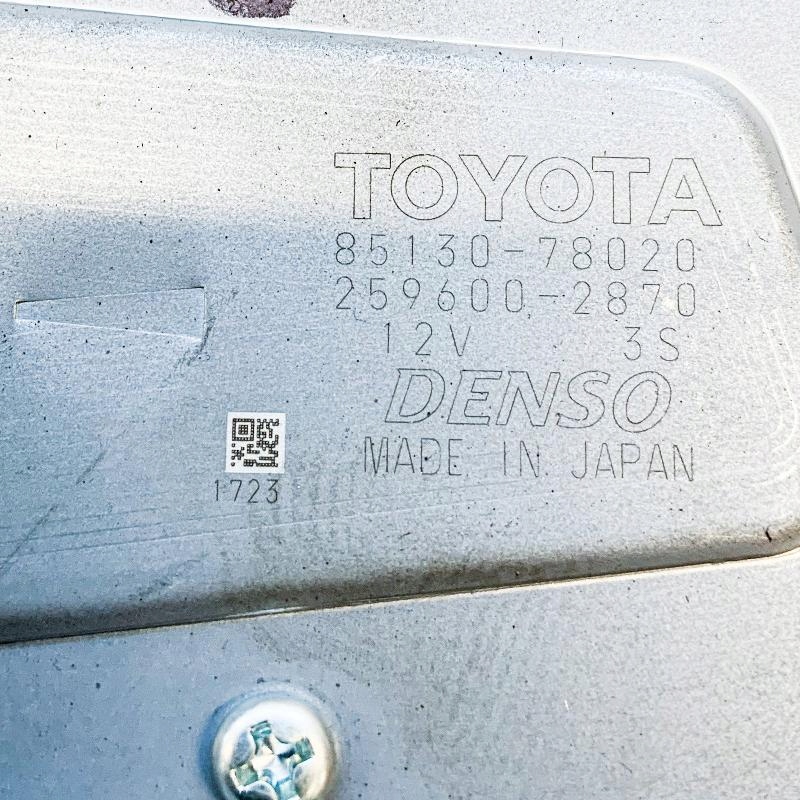 TOYOTA
85130-78020
259600-2870
12V 3S
DENSO
MADE IN JAPAN
1723